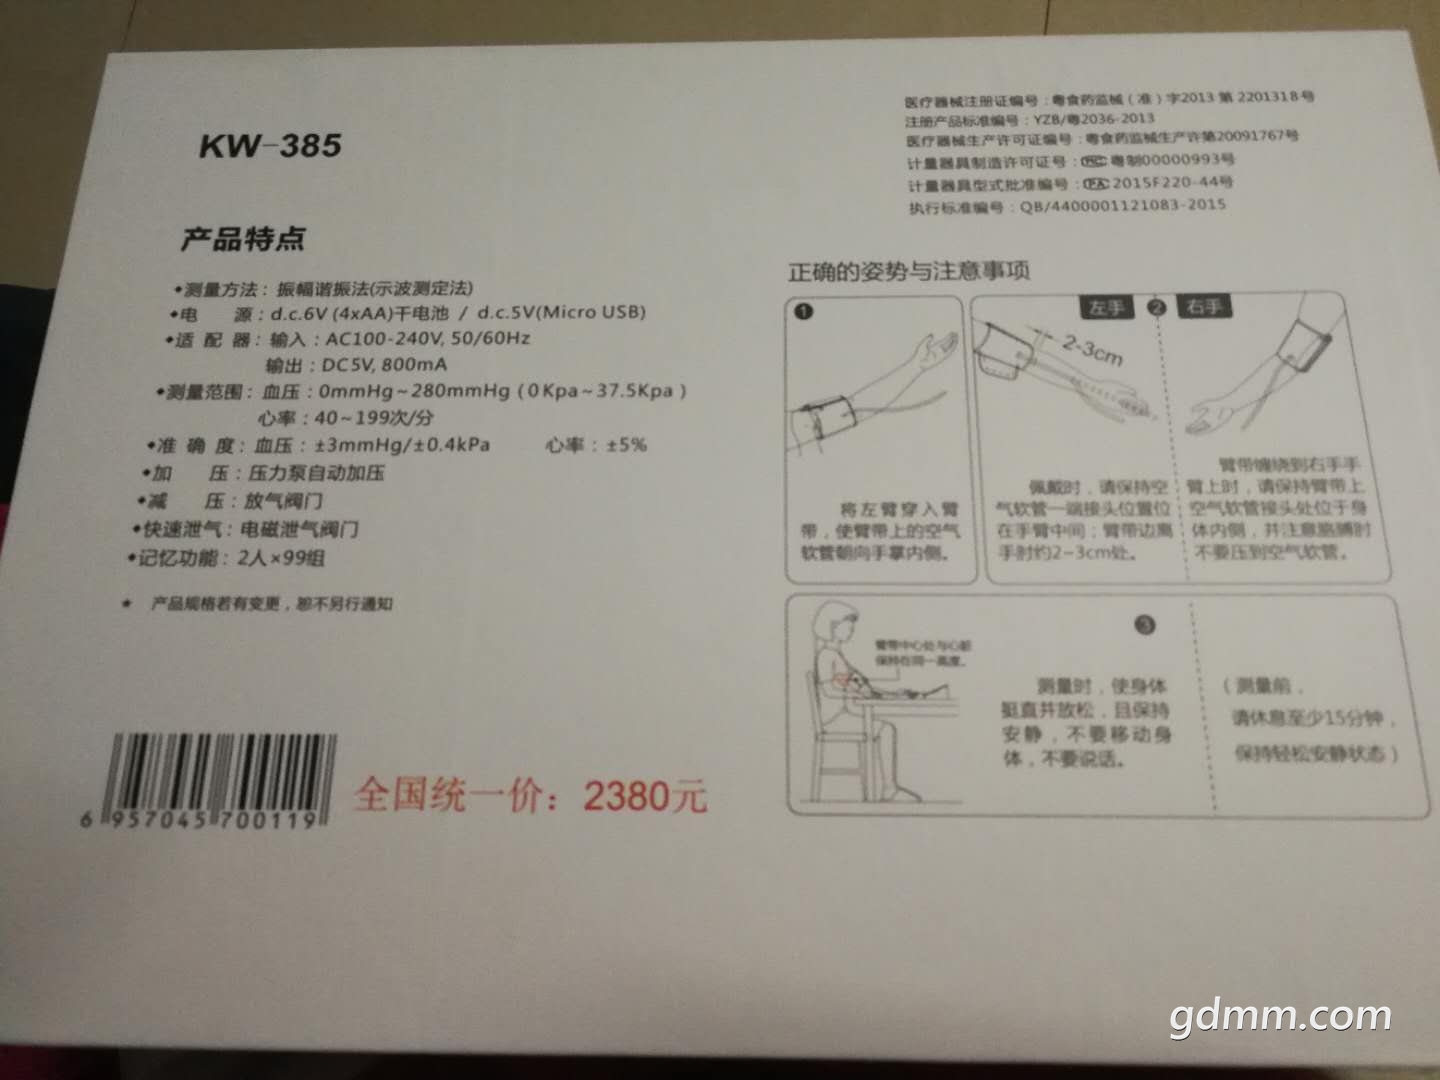 KW-385
产品特点
•测量方法：振幅谐振法(示波测定法)
•电 源：d.c.6V (4xAA)干电池 / d.c.5V(Micro USB)
•适 配 器：输入：AC100-240V, 50/60Hz
输出：DC5V, 800mA
•测量范围：血压：0mmHg~280mmHg（0Kpa~37.5Kpa）
心率：40~199次/分
•准 确 度：血压：±3mmHg/±0.4kPa 心率：±5%
•加 压：压力泵自动加压
•减 压：放气阀门
•快速泄气：电磁泄气阀门
•记忆功能：2人×99组
* 产品规格若有变更，恕不另行通知
6 957045 700119
全国统一价：2380元
医疗器械注册证编号：粤食药监械（准）字2013 第 2201318号
注册产品标准编号：YZB/粤2036-2013
医疗器械生产许可证编号：粤食药监械生产许第20091767号
计量器具制造许可证号：MC 粤制00000993号
计量器具型式批准编号：CPA 2015F220-44号
执行标准编号：QB/4400001121083-2015
正确的姿势与注意事项
1
将左臂穿入臂
带，使臂带上的空气
软管朝向手掌内侧。
左手 2 右手
2-3cm
佩戴时，请保持空
气软管一端接头位置位
在手臂中间；臂带边离
手肘约2-3cm处。
臂带缠绕到右手手
臂上时，请保持臂带上
空气软管接头处位于身
体内侧，并注意胳膊肘
不要压到空气软管。
3
臂带中心处与心脏
保持在同一高度。
测量时，使身体
挺直并放松，且保持
安静，不要移动身
体，不要说话。
（测量前，
请休息至少15分钟，
保持轻松安静状态）
gdmm.com